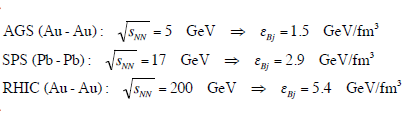 AGS (Au - Au) : √s_NN = 5 GeV ⇒ ε_Bj = 1.5 GeV/fm³
SPS (Pb - Pb) : √s_NN = 17 GeV ⇒ ε_Bj = 2.9 GeV/fm³
RHIC (Au - Au) : √s_NN = 200 GeV ⇒ ε_Bj = 5.4 GeV/fm³